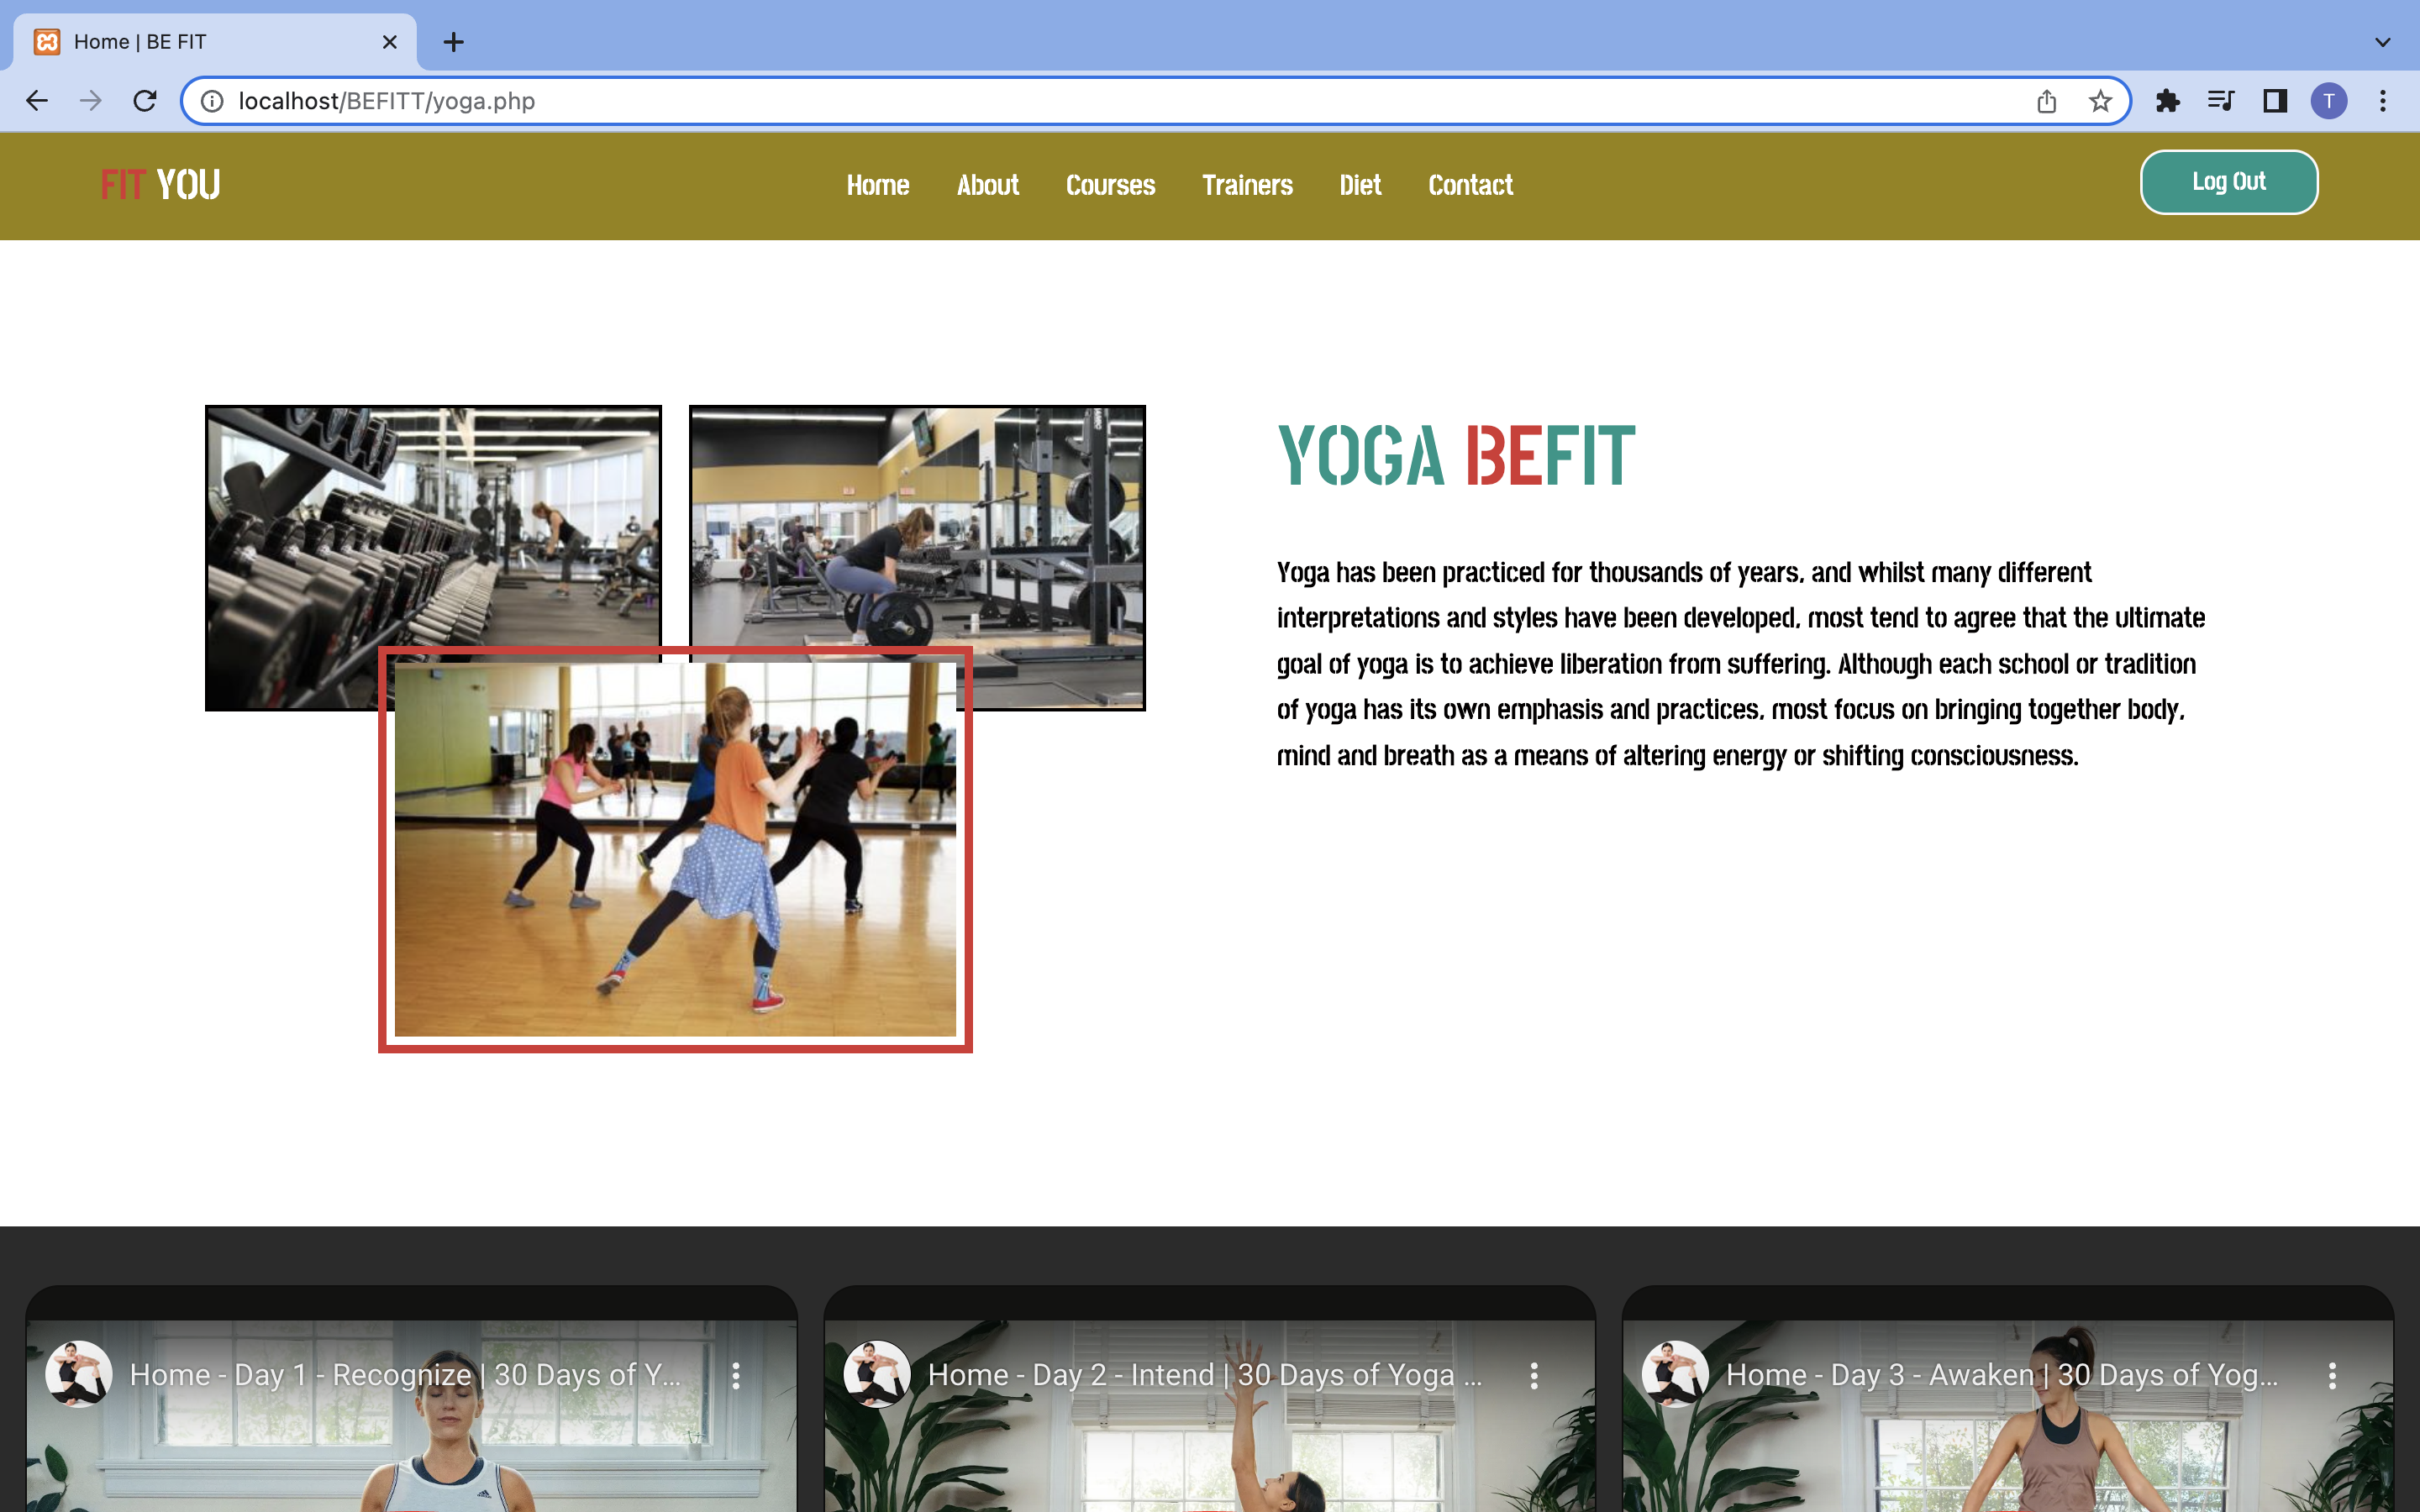 Home | BE FIT
localhost/BEFITT/yoga.php
T
FIT YOU
Home
About
Courses
Trainers
Diet
Contact
Log Out
YOGA BEFIT
Yoga has been practiced for thousands of years, and whilst many different
interpretations and styles have been developed, most tend to agree that the ultimate
goal of yoga is to achieve liberation from suffering. Although each school or tradition
of yoga has its own emphasis and practices, most focus on bringing together body,
mind and breath as a means of altering energy or shifting consciousness.
Home - Day 1 - Recognize | 30 Days of Y...
Home - Day 2 - Intend | 30 Days of Yoga ...
Home - Day 3 - Awaken | 30 Days of Yog...